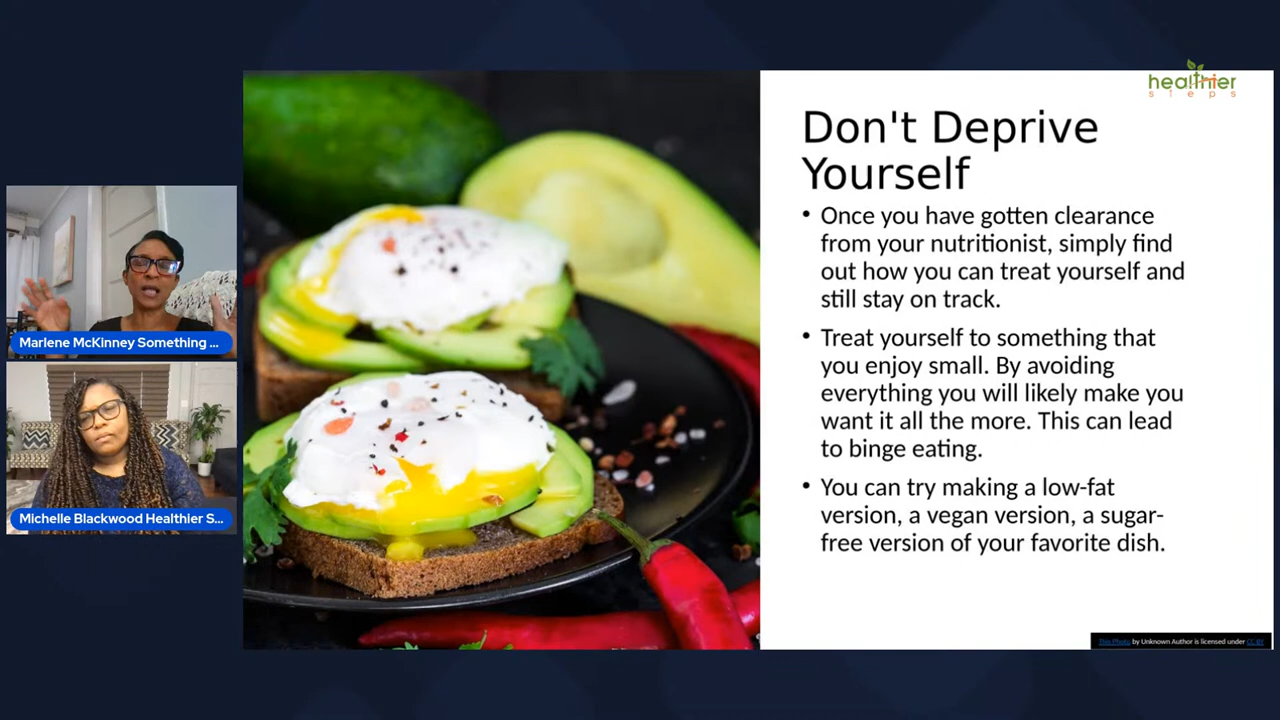 healthier
steps
Don't Deprive
Yourself
• Once you have gotten clearance
from your nutritionist, simply find
out how you can treat yourself and
still stay on track.
• Treat yourself to something that
you enjoy small. By avoiding
everything you will likely make you
want it all the more. This can lead
to binge eating.
• You can try making a low-fat
version, a vegan version, a sugar-
free version of your favorite dish.
This Photo by Unknown Author is licensed under CC BY
Marlene McKinney Something ...
Michelle Blackwood Healthier S...